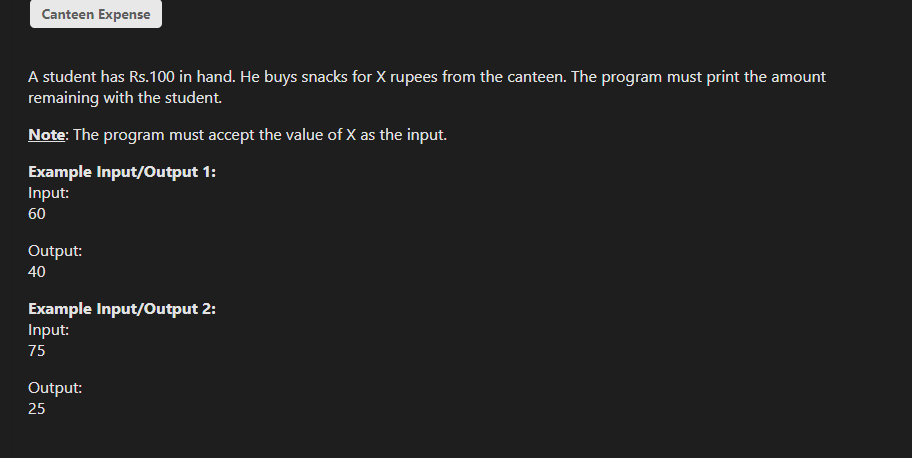 Canteen Expense
A student has Rs.100 in hand. He buys snacks for X rupees from the canteen. The program must print the amount
remaining with the student.
Note: The program must accept the value of X as the input.
Example Input/Output 1:
Input:
60
Output:
40
Example Input/Output 2:
Input:
75
Output:
25